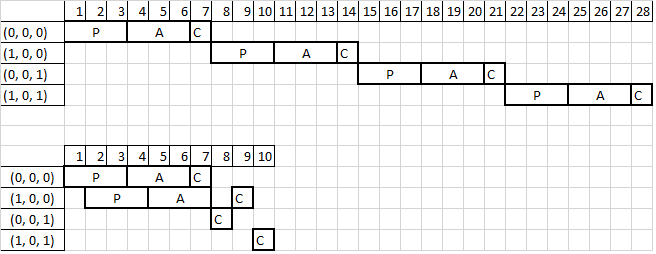 1 2 3 4 5 6 7 8 9 10 11 12 13 14 15 16 17 18 19 20 21 22 23 24 25 26 27 28
(0, 0, 0) P A C
(1, 0, 0) P A C
(0, 0, 1) P A C
(1, 0, 1) P A C
1 2 3 4 5 6 7 8 9 10
(0, 0, 0) P A C
(1, 0, 0) P A C
(0, 0, 1) C
(1, 0, 1) C